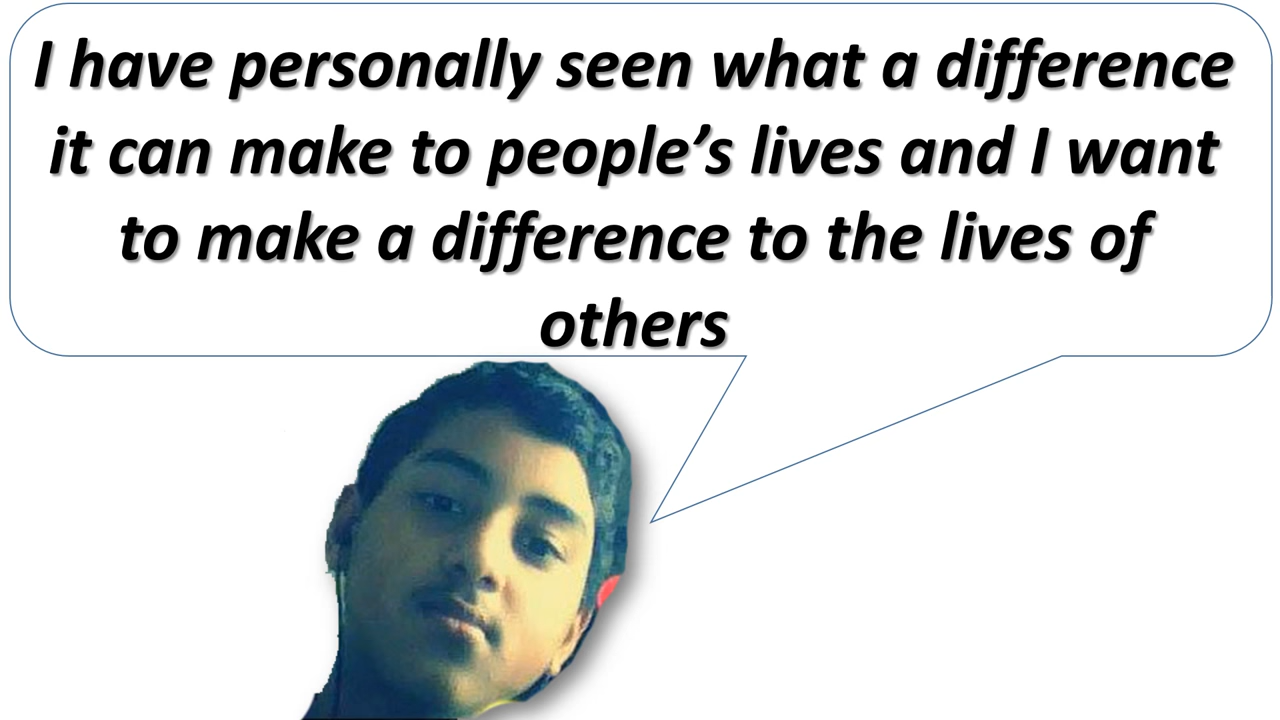 I have personally seen what a difference
it can make to people’s lives and I want
to make a difference to the lives of
others